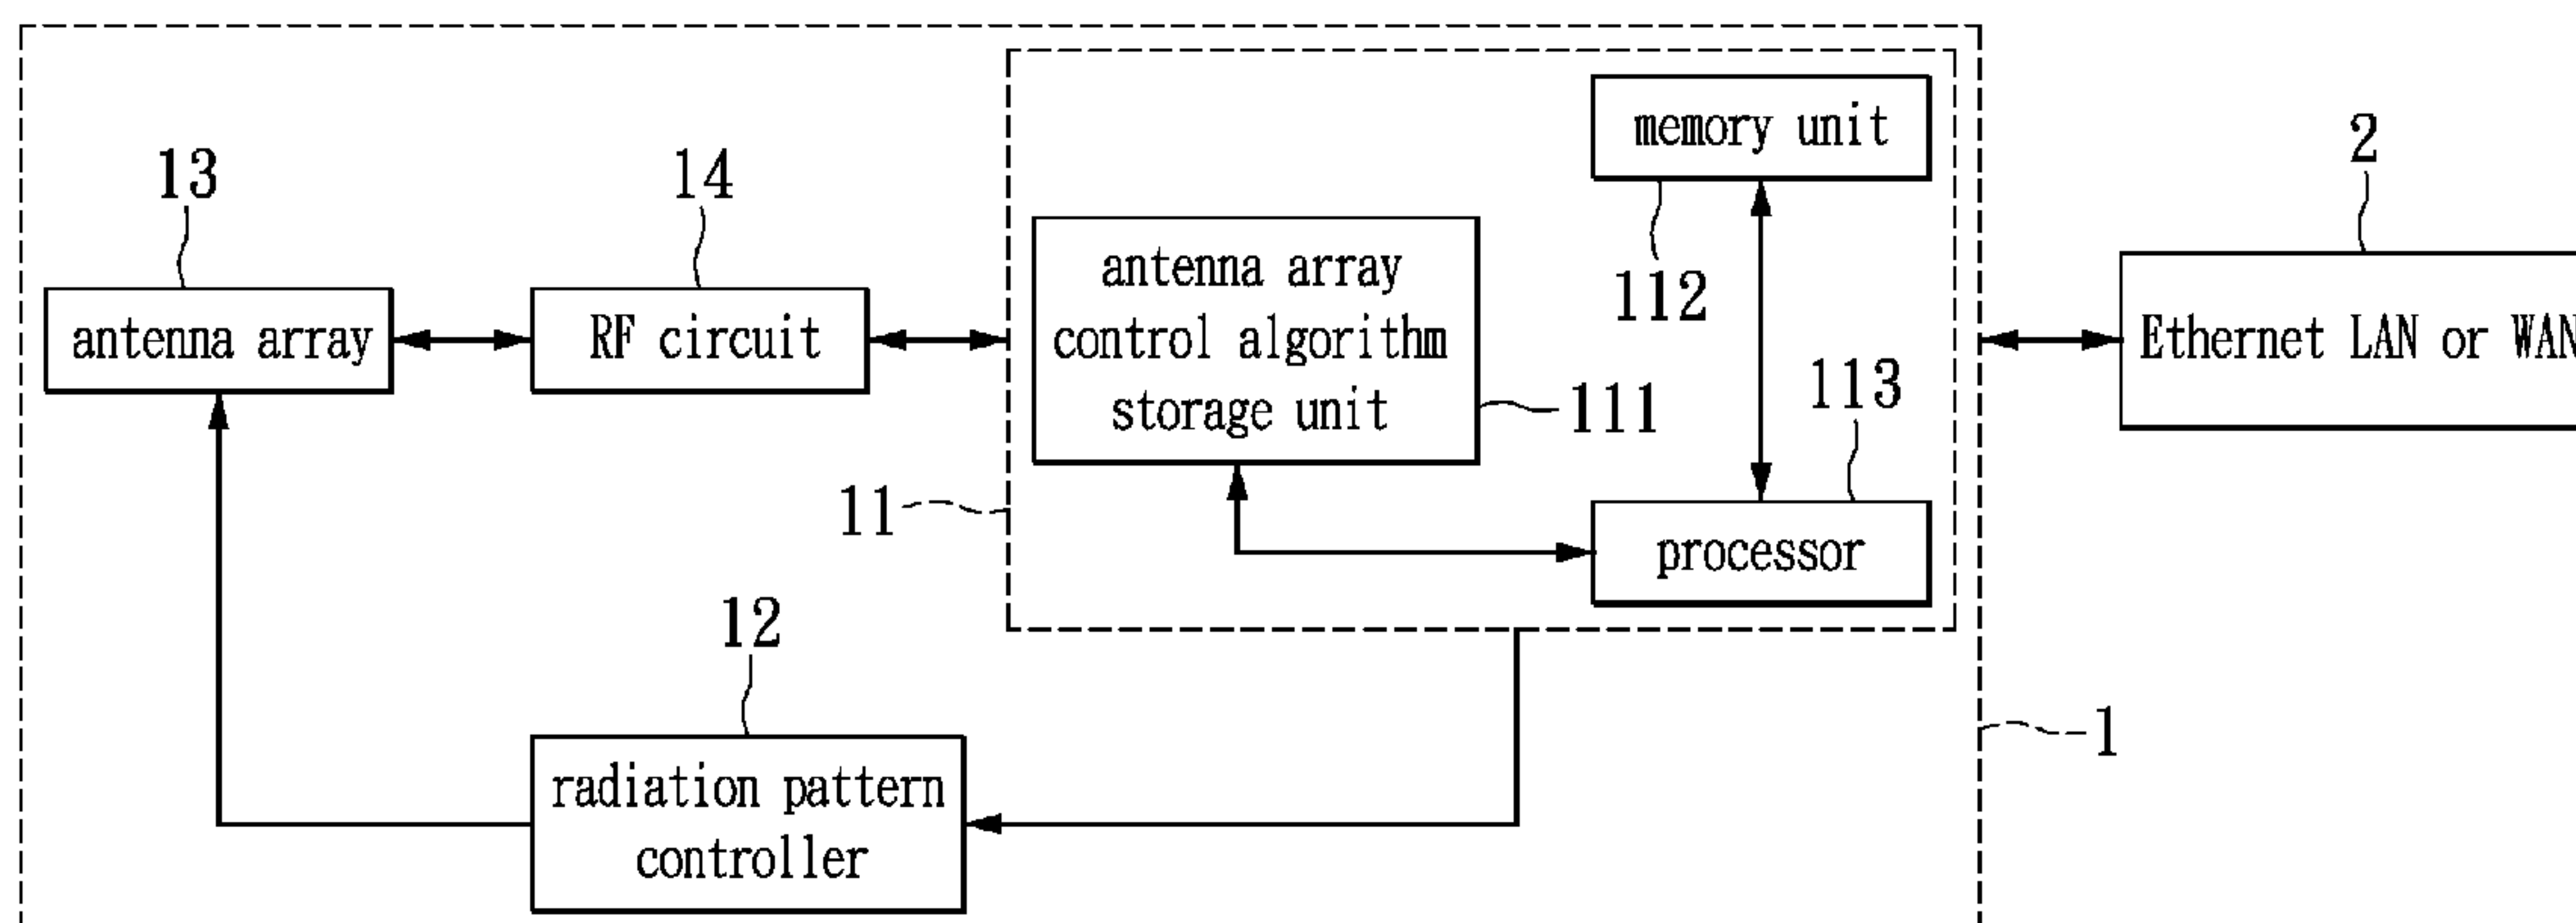 memory unit
2
13
14
antenna array
control algorithm
storage unit
112
antenna array
RF circuit
Ethernet LAN or WAN
113
111
11
processor
12
1
radiation pattern
controller